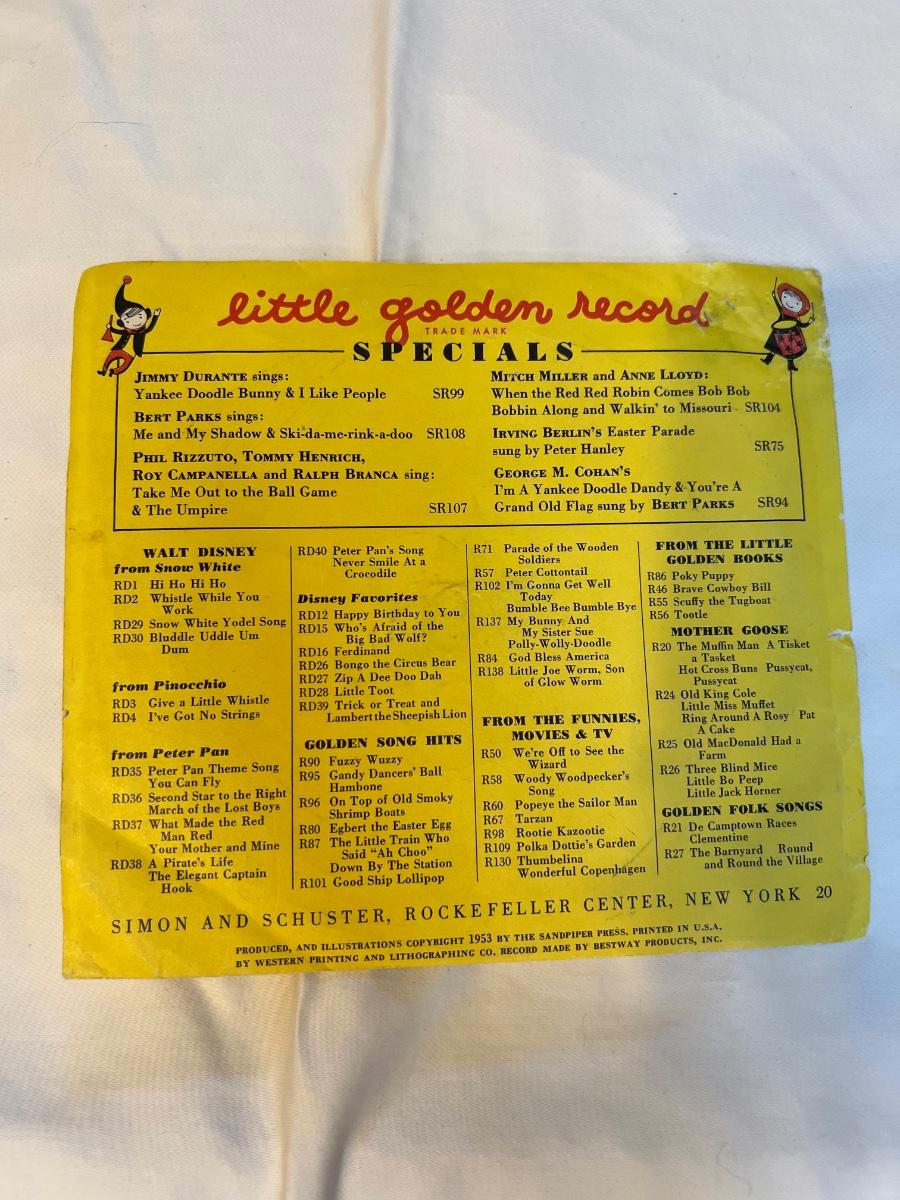 little golden record
TRADE MARK
SPECIALS
JIMMY DURANTE sings:
Yankee Doodle Bunny & I Like People SR99
BERT PARKS sings:
Me and My Shadow & Ski-da-me-rink-a-doo SR108
PHIL RIZZUTO, TOMMY HENRICH,
ROY CAMPANELLA and RALPH BRANCA sing:
Take Me Out to the Ball Game
& The Umpire SR107
MITCH MILLER and ANNE LLOYD:
When the Red Red Robin Comes Bob Bob
Bobbin Along and Walkin' to Missouri SR104
IRVING BERLIN'S Easter Parade
sung by Peter Hanley SR75
GEORGE M. COHAN'S
I'm A Yankee Doodle Dandy & You're A
Grand Old Flag sung by BERT PARKS SR94
WALT DISNEY
from Snow White
RD1 Hi Ho Hi Ho
RD2 Whistle While You
Work
RD29 Snow White Yodel Song
RD30 Bluddle Uddle Um
Dum
from Pinocchio
RD3 Give a Little Whistle
RD4 I've Got No Strings
from Peter Pan
RD35 Peter Pan Theme Song
You Can Fly
RD36 Second Star to the Right
March of the Lost Boys
RD37 What Made the Red
Man Red
Your Mother and Mine
RD38 A Pirate's Life
The Elegant Captain
Hook
RD40 Peter Pan's Song
Never Smile At a
Crocodile
Disney Favorites
RD12 Happy Birthday to You
RD15 Who's Afraid of the
Big Bad Wolf?
RD16 Ferdinand
RD26 Bongo the Circus Bear
RD27 Zip A Dee Doo Dah
RD28 Little Toot
RD39 Trick or Treat and
Lambert the Sheepish Lion
GOLDEN SONG HITS
R90 Fuzzy Wuzzy
R95 Gandy Dancers' Ball
Hambone
R96 On Top of Old Smoky
Shrimp Boats
R80 Egbert the Easter Egg
R87 The Little Train Who
Said "Ah Choo"
Down By The Station
R101 Good Ship Lollipop
R71 Parade of the Wooden
Soldiers
R57 Peter Cottontail
R102 I'm Gonna Get Well
Today
Bumble Bee Bumble Bye
R137 My Bunny And
My Sister Sue
Polly-Wolly-Doodle
R84 God Bless America
R138 Little Joe Worm, Son
of Glow Worm
FROM THE FUNNIES,
MOVIES & TV
R50 We're Off to See the
Wizard
R58 Woody Woodpecker's
Song
R60 Popeye the Sailor Man
R67 Tarzan
R98 Rootie Kazootie
R109 Polka Dottie's Garden
R130 Thumbelina
Wonderful Copenhagen
FROM THE LITTLE
GOLDEN BOOKS
R86 Poky Puppy
R46 Brave Cowboy Bill
R55 Scuffy the Tugboat
R56 Tootle
MOTHER GOOSE
R20 The Muffin Man A Tisket
a Tasket
Hot Cross Buns Pussycat,
Pussycat
R24 Old King Cole
Little Miss Muffet
Ring Around A Rosy Pat
A Cake
R25 Old MacDonald Had a
Farm
R26 Three Blind Mice
Little Bo Peep
Little Jack Horner
GOLDEN FOLK SONGS
R21 De Camptown Races
Clementine
R27 The Barnyard Round
and Round the Village
SIMON AND SCHUSTER, ROCKEFELLER CENTER, NEW YORK 20
PRODUCED, AND ILLUSTRATIONS COPYRIGHT 1953 BY THE SANDPIPER PRESS. PRINTED IN U.S.A.
BY WESTERN PRINTING AND LITHOGRAPHING CO. RECORD MADE BY BESTWAY PRODUCTS, INC.